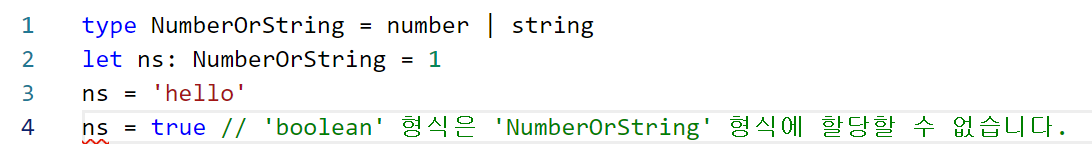 1 type NumberOrString = number | string
2 let ns: NumberOrString = 1
3 ns = 'hello'
4 ns = true // 'boolean' 형식은 'NumberOrString' 형식에 할당할 수 없습니다.